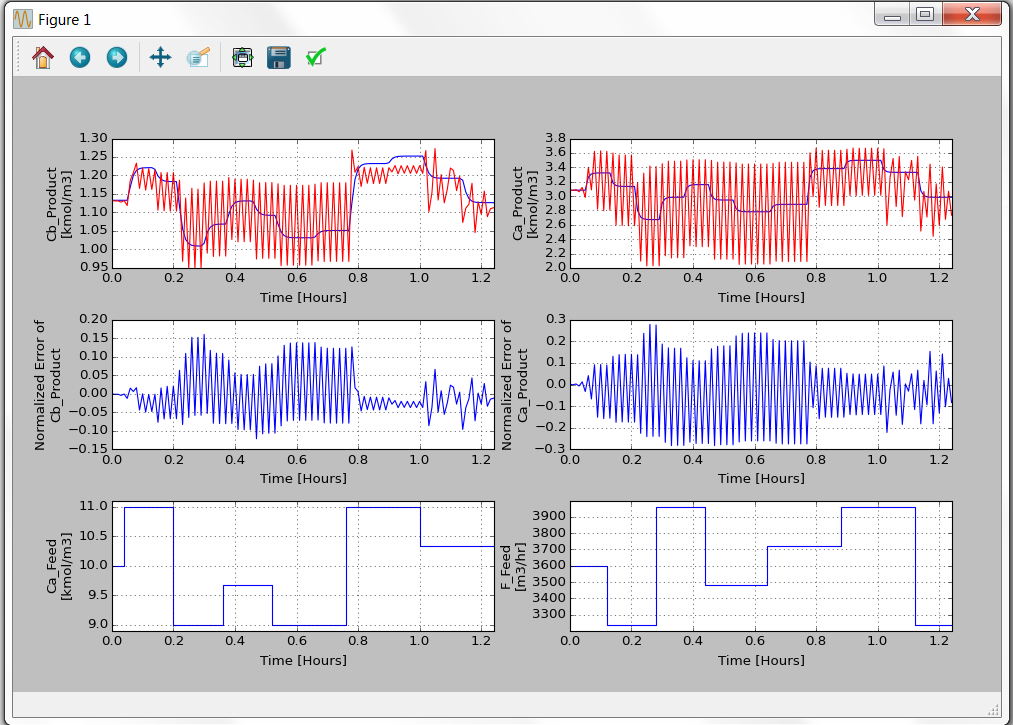 Figure 1
Cb_Product
[kmol/m3]
1.30
1.25
1.20
1.15
1.10
1.05
1.00
0.95
0.0 0.2 0.4 0.6 0.8 1.0 1.2
Time [Hours]
Ca_Product
[kmol/m3]
3.8
3.6
3.4
3.2
3.0
2.8
2.6
2.4
2.2
2.0
0.0 0.2 0.4 0.6 0.8 1.0 1.2
Time [Hours]
Normalized Error of
Cb_Product
0.20
0.15
0.10
0.05
0.00
−0.05
−0.10
−0.15
0.0 0.2 0.4 0.6 0.8 1.0 1.2
Time [Hours]
Normalized Error of
Ca_Product
0.3
0.2
0.1
0.0
−0.1
−0.2
−0.3
0.0 0.2 0.4 0.6 0.8 1.0 1.2
Time [Hours]
Ca_Feed
[kmol/m3]
11.0
10.5
10.0
9.5
9.0
0.0 0.2 0.4 0.6 0.8 1.0 1.2
Time [Hours]
F_Feed
[m3/hr]
3900
3800
3700
3600
3500
3400
3300
0.0 0.2 0.4 0.6 0.8 1.0 1.2
Time [Hours]